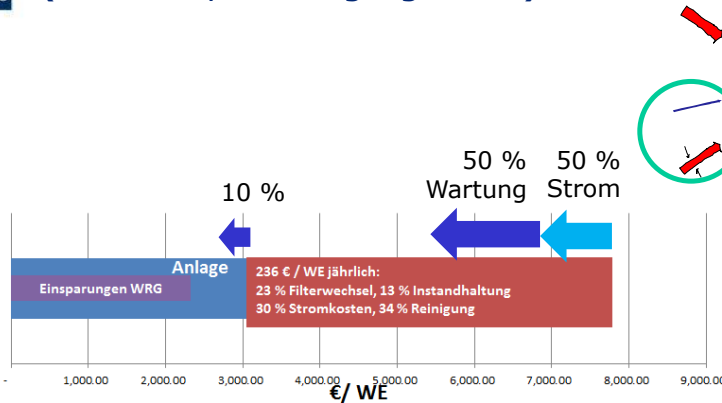 10 %
50 %
Wartung
50 %
Strom
Anlage
Einsparungen WRG
236 € / WE jährlich:
23 % Filterwechsel, 13 % Instandhaltung
30 % Stromkosten, 34 % Reinigung
- 1,000.00 2,000.00 3,000.00 4,000.00 5,000.00 6,000.00 7,000.00 8,000.00 9,000.0
€/ WE